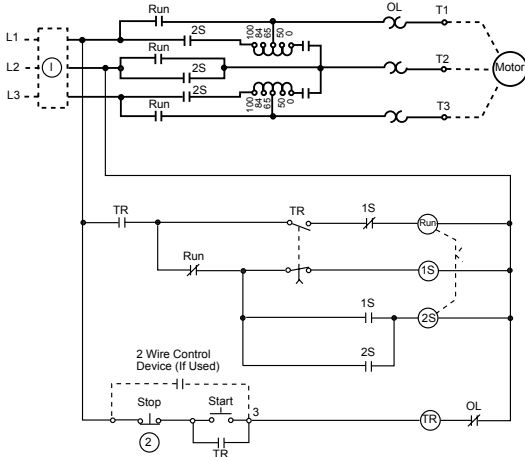 Run
OL
T1
L1
2S
100
84
65
50
0
Run
L2
I
T2
Motor
2S
L3
2S
100
84
65
50
0
Run
T3
TR
TR
1S
Run
Run
1S
1S
2S
2S
2 Wire Control
Device (If Used)
Stop
Start
3
TR
OL
2
TR